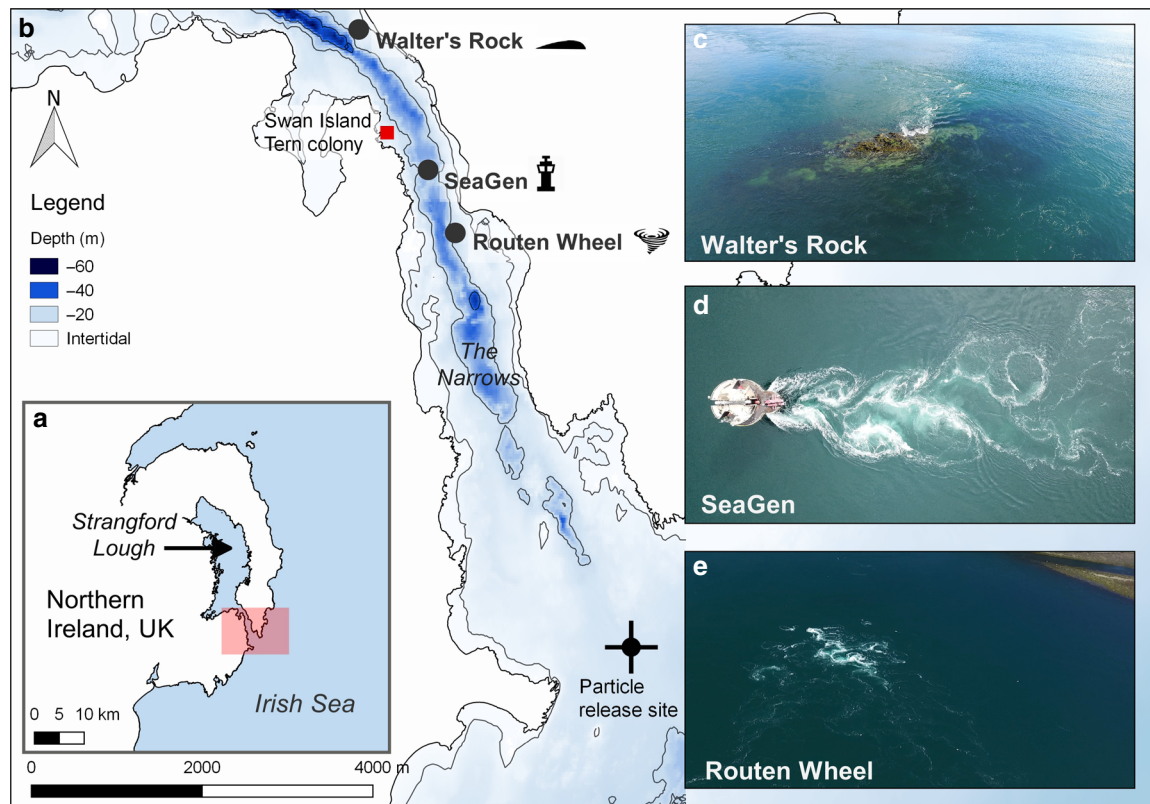 b
Walter's Rock
N
Swan Island
Tern colony
SeaGen
Routen Wheel
Legend
Depth (m)
–60
–40
–20
Intertidal
The
Narrows
Particle
release site
a
Strangford
Lough
Northern
Ireland, UK
Irish Sea
0 5 10 km
0 2000 4000 m
c
Walter's Rock
d
SeaGen
e
Routen Wheel